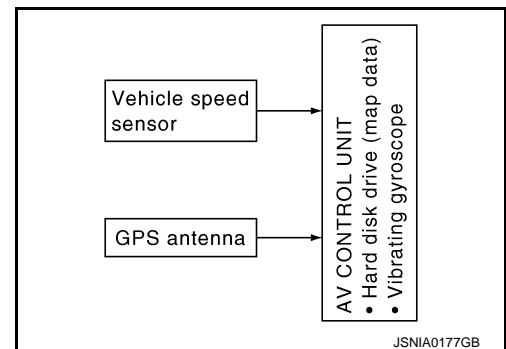 Vehicle speed
sensor
GPS antenna
AV CONTROL UNIT
• Hard disk drive (map data)
• Vibrating gyroscope
JSNIA0177GB